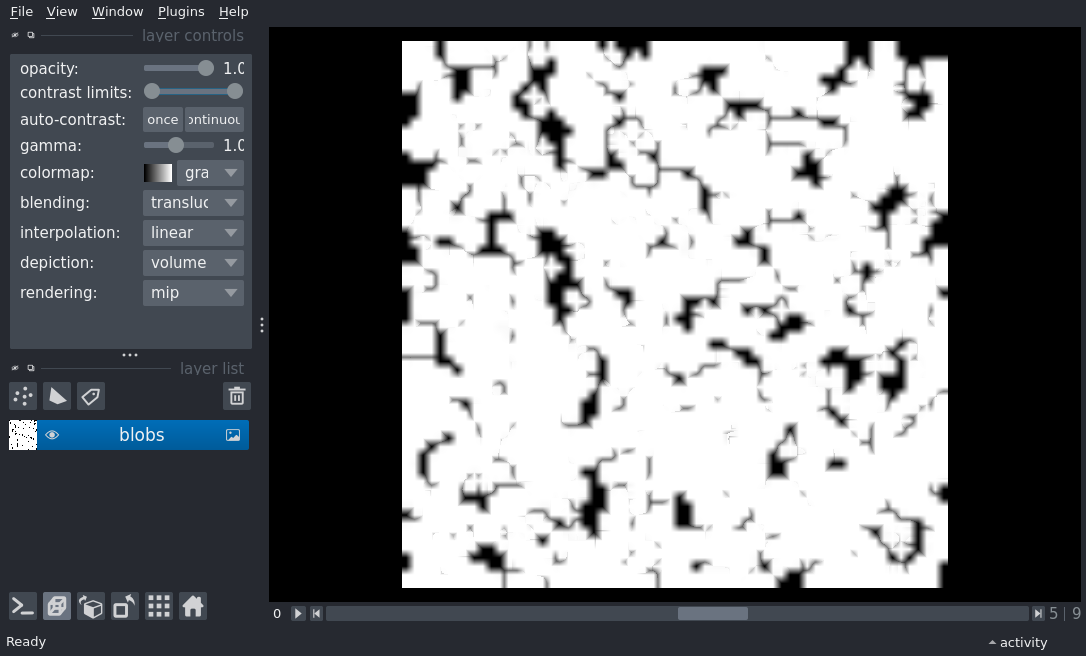 File View Window Plugins Help
layer controls
opacity: 1.0
contrast limits:
auto-contrast: once ontinuou
gamma: 1.0
colormap: gra
blending: transluc
interpolation: linear
depiction: volume
rendering: mip
layer list
blobs
0 5 | 9
Ready activity